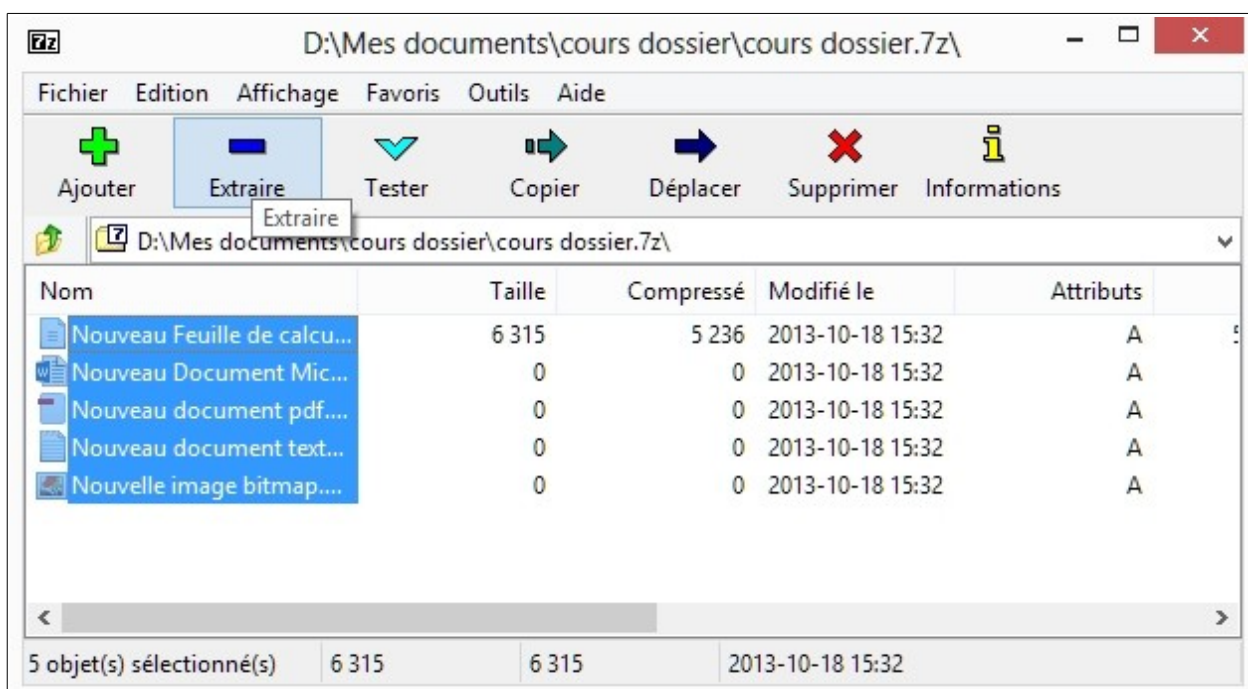 7z D:\Mes documents\cours dossier\cours dossier.7z\
Fichier Edition Affichage Favoris Outils Aide
Ajouter Extraire Tester Copier Déplacer Supprimer Informations
Extraire
D:\Mes documents\cours dossier\cours dossier.7z\
Nom Taille Compressé Modifié le Attributs
Nouveau Feuille de calcu... 6 315 5 236 2013-10-18 15:32 A
Nouveau Document Mic... 0 0 2013-10-18 15:32 A
Nouveau document pdf.... 0 0 2013-10-18 15:32 A
Nouveau document text... 0 0 2013-10-18 15:32 A
Nouvelle image bitmap.... 0 0 2013-10-18 15:32 A
5 objet(s) sélectionné(s) 6 315 6 315 2013-10-18 15:32